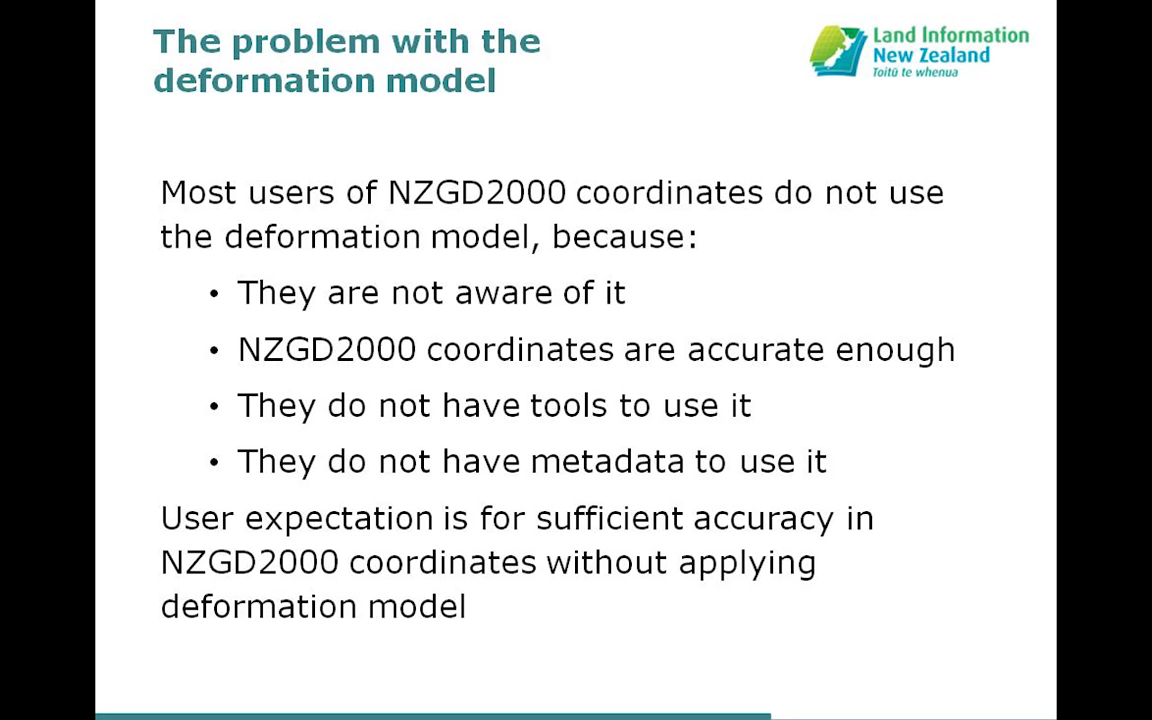 The problem with the
deformation model
Land Information
New Zealand
Toitū te whenua
Most users of NZGD2000 coordinates do not use
the deformation model, because:
• They are not aware of it
• NZGD2000 coordinates are accurate enough
• They do not have tools to use it
• They do not have metadata to use it
User expectation is for sufficient accuracy in
NZGD2000 coordinates without applying
deformation model